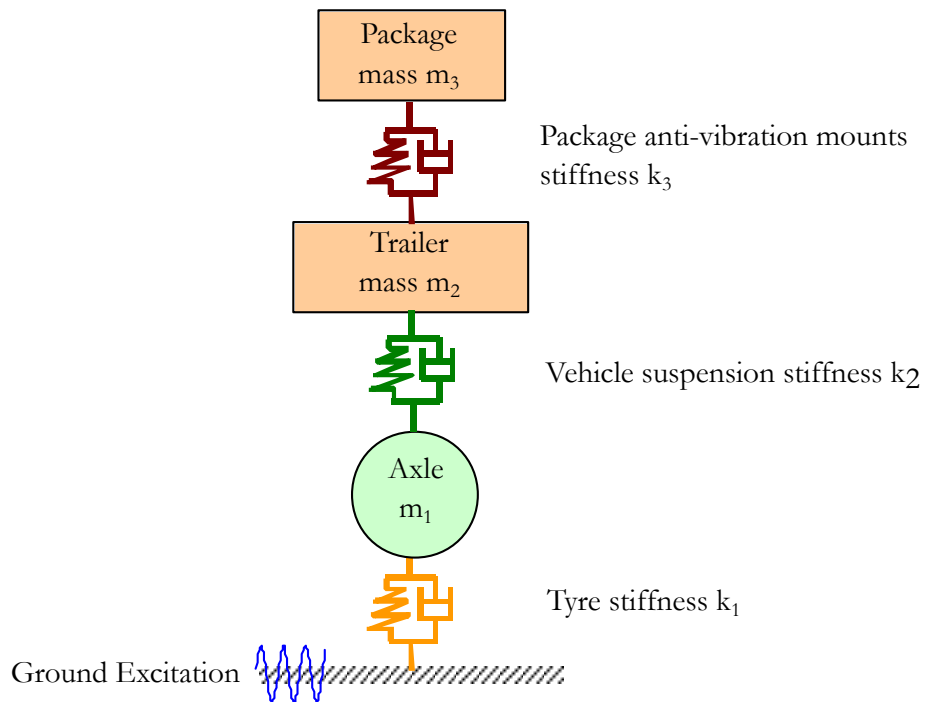 Package
mass m₃
Package anti-vibration mounts
stiffness k₃
Trailer
mass m₂
Vehicle suspension stiffness k2
Axle
m₁
Tyre stiffness k₁
Ground Excitation